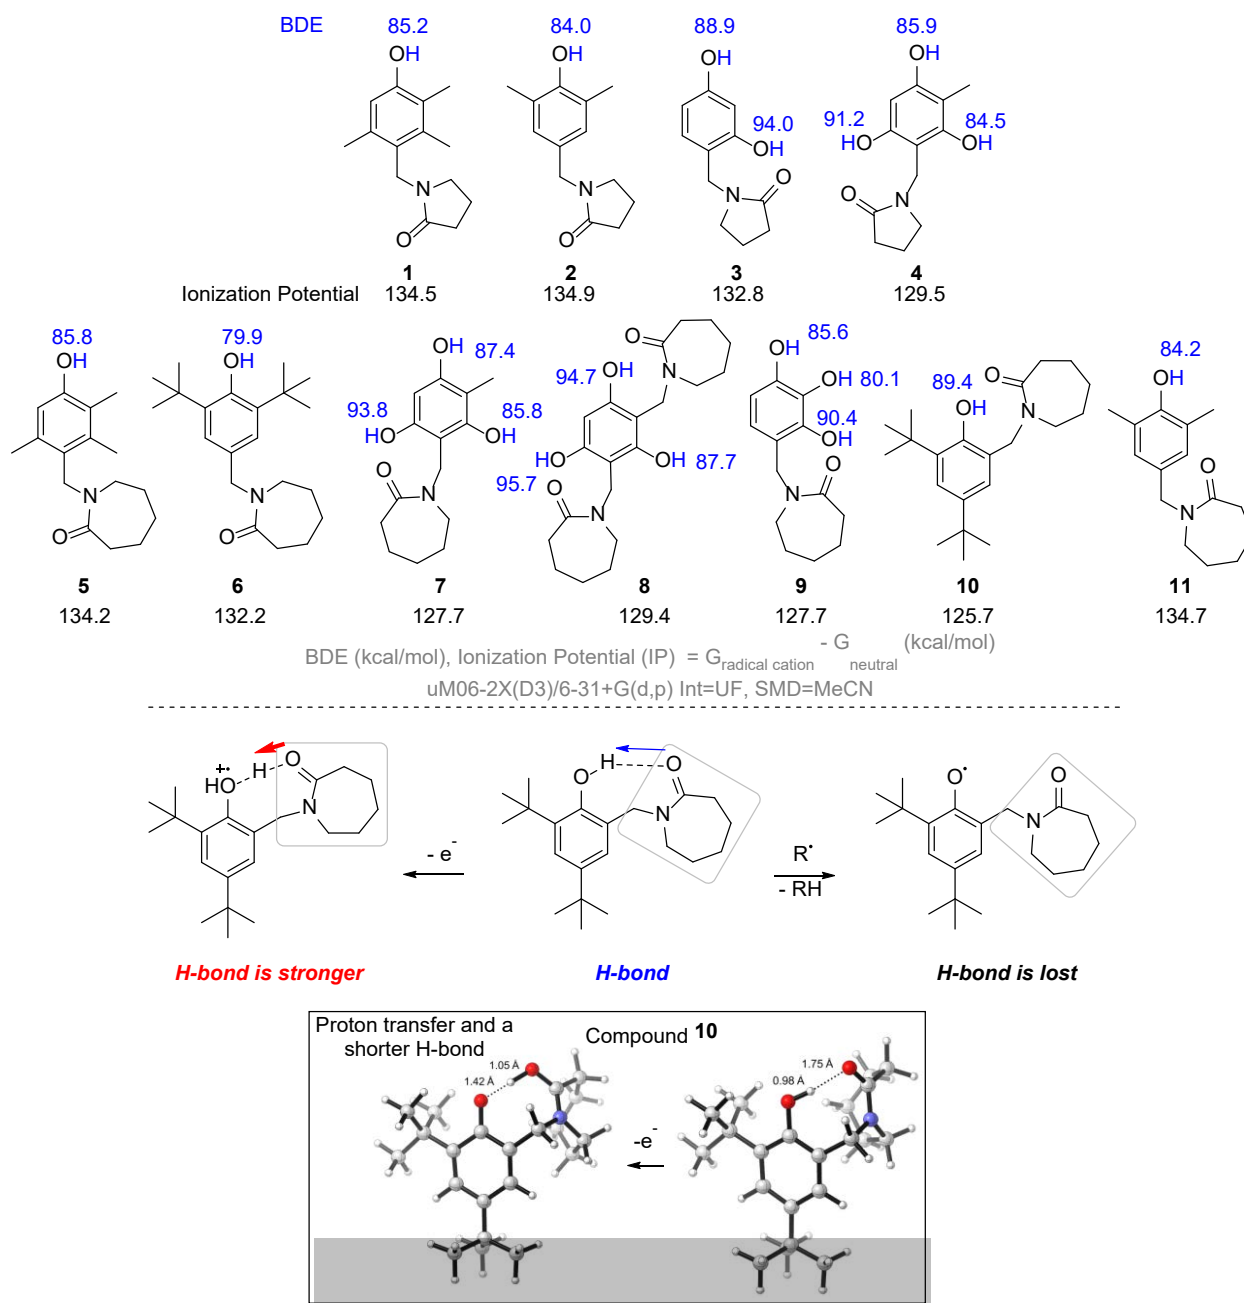 BDE 85.2 84.0 88.9 85.9
OH OH OH OH
94.0 91.2 84.5
OH HO OH
N O N O N O O N
1 2 3 4
Ionization Potential 134.5 134.9 132.8 129.5
85.8 79.9 87.4 94.7 85.6 89.4 84.2
OH OH OH OH OH OH OH
93.8 85.8 80.1
HO OH OH
95.7 87.7 90.4
HO OH OH
N O N O O N O N O N N O O N N O
5 6 7 8 9 10 11
134.2 132.2 127.7 129.4 127.7 125.7 134.7
BDE (kcal/mol), Ionization Potential (IP) = G radical cation - G neutral (kcal/mol)
uM06-2X(D3)/6-31+G(d,p) Int=UF, SMD=MeCN
+• HO H O N
O H O N
O• O N
- e-
R•
- RH
H-bond is stronger H-bond H-bond is lost
Proton transfer and a
shorter H-bond
Compound 10
1.05 Å 1.75 Å
1.42 Å 0.98 Å
-e-